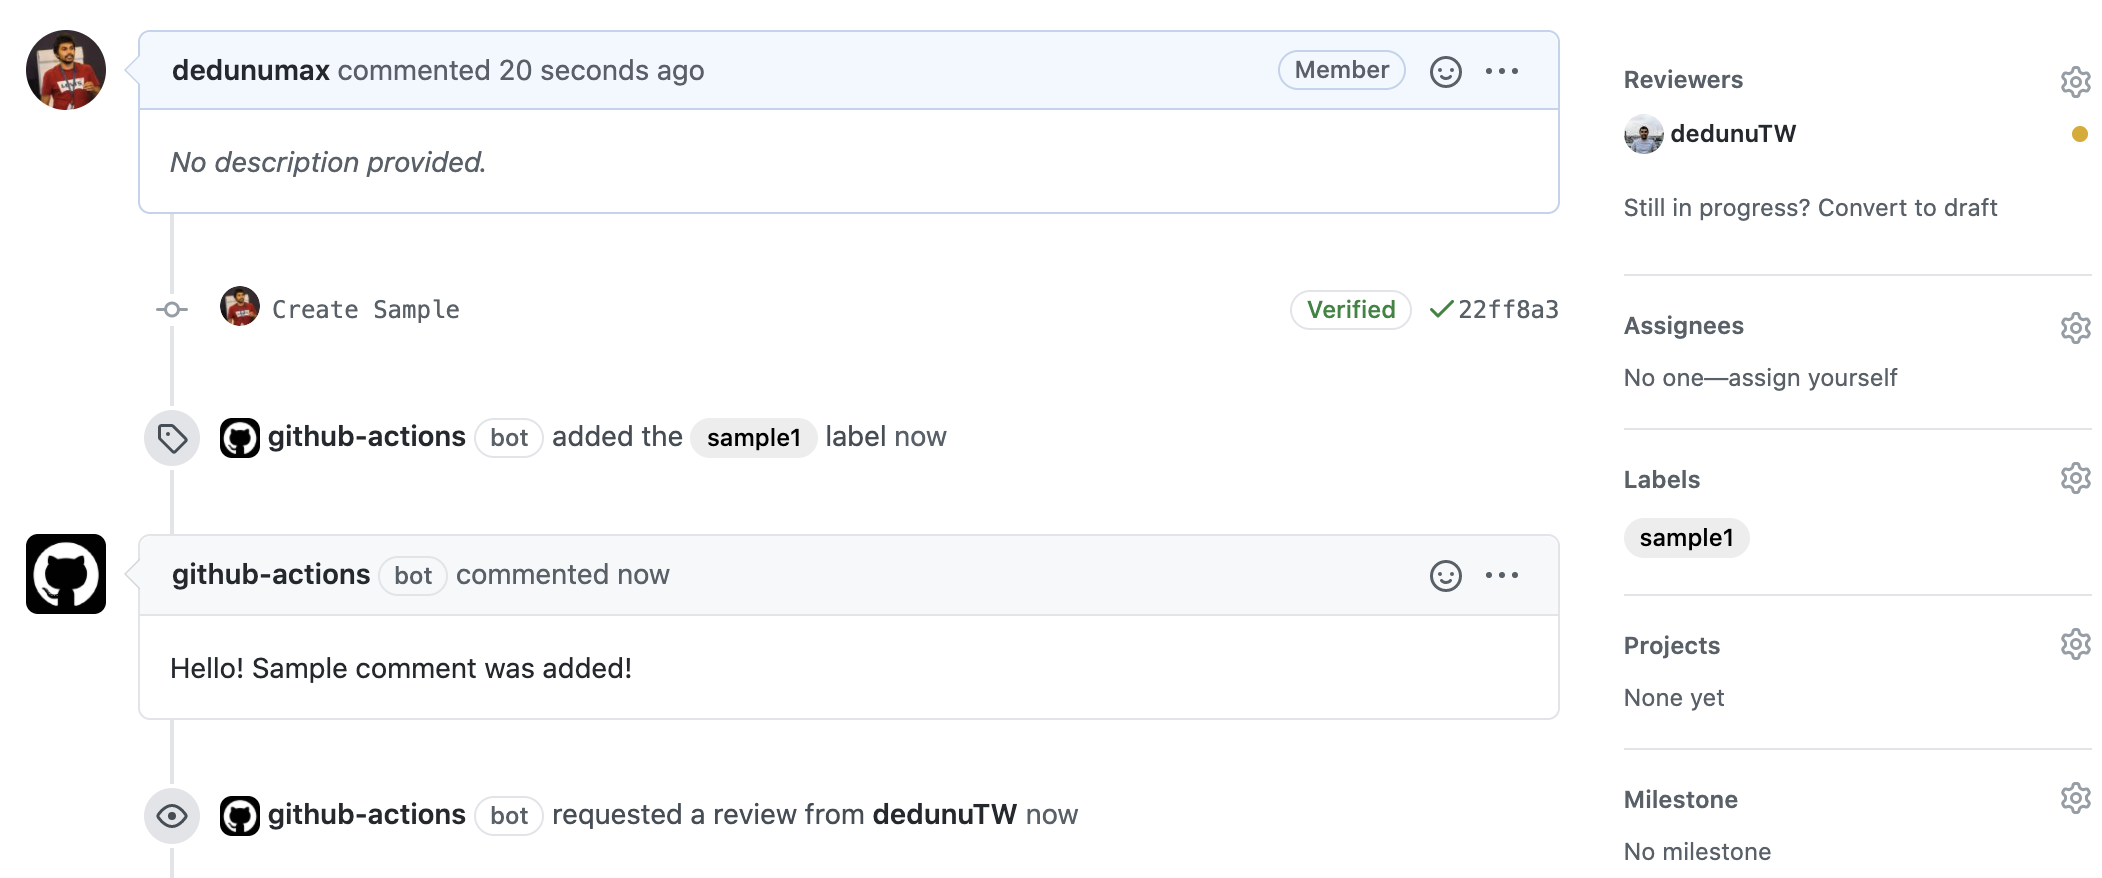 dedunumax commented 20 seconds ago Member
No description provided.
Create Sample Verified 22ff8a3
github-actions bot added the sample1 label now
github-actions bot commented now
Hello! Sample comment was added!
github-actions bot requested a review from dedunuTW now
Reviewers
dedunuTW
Still in progress? Convert to draft
Assignees
No one—assign yourself
Labels
sample1
Projects
None yet
Milestone
No milestone